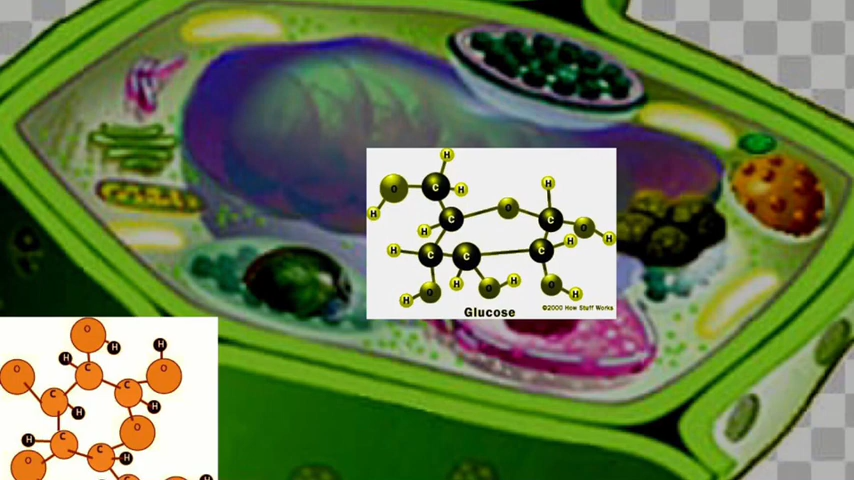 H
O C H
H
H O
C H C O
H H
H C C C H
H O H O
H O H
Glucose ©2000 How Stuff Works
O H H
H C O
O C
C H
H O
H C C
C H
O
H